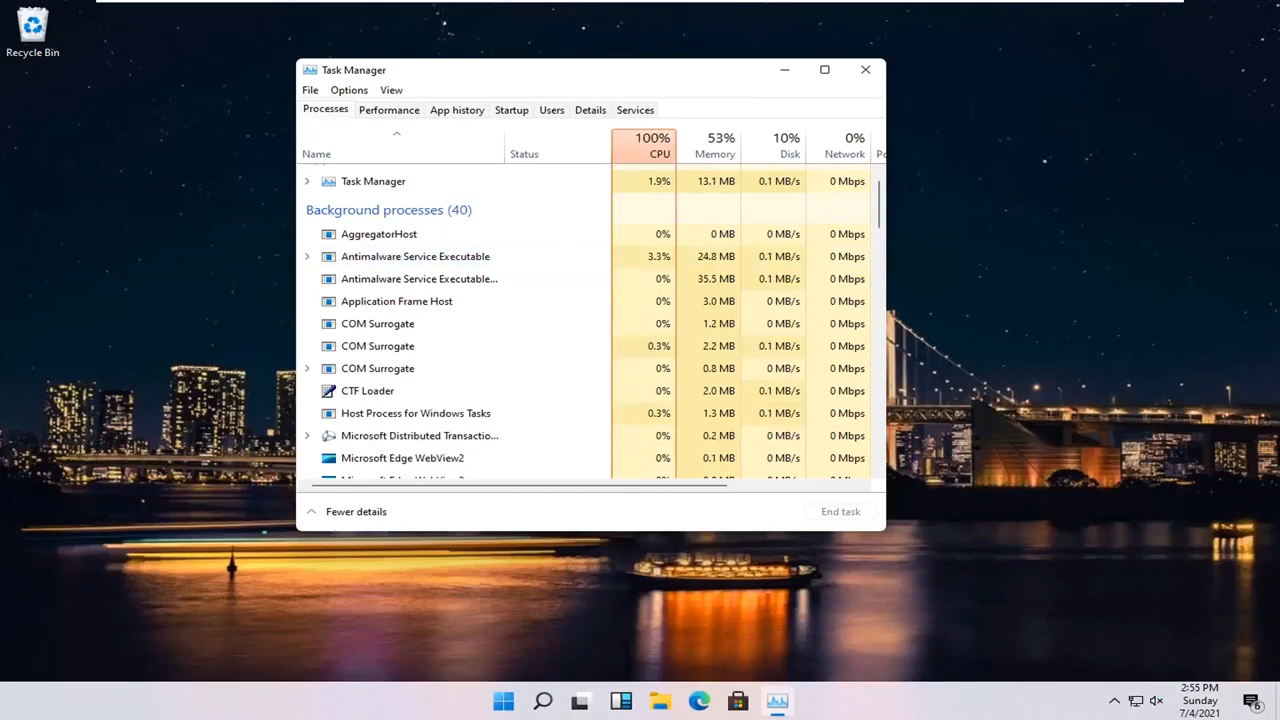 Recycle Bin
Task Manager
File Options View
Processes Performance App history Startup Users Details Services
100% 53% 10% 0%
Name Status CPU Memory Disk Network Po
Task Manager 1.9% 13.1 MB 0.1 MB/s 0 Mbps
Background processes (40)
AggregatorHost 0% 0 MB 0 MB/s 0 Mbps
Antimalware Service Executable 3.3% 24.8 MB 0.1 MB/s 0 Mbps
Antimalware Service Executable... 0% 35.5 MB 0.1 MB/s 0 Mbps
Application Frame Host 0% 3.0 MB 0 MB/s 0 Mbps
COM Surrogate 0% 1.2 MB 0 MB/s 0 Mbps
COM Surrogate 0.3% 2.2 MB 0.1 MB/s 0 Mbps
COM Surrogate 0% 0.8 MB 0 MB/s 0 Mbps
CTF Loader 0% 2.0 MB 0.1 MB/s 0 Mbps
Host Process for Windows Tasks 0.3% 1.3 MB 0.1 MB/s 0 Mbps
Microsoft Distributed Transactio... 0% 0.2 MB 0 MB/s 0 Mbps
Microsoft Edge WebView2 0% 0.1 MB 0 MB/s 0 Mbps
Fewer details End task
2:55 PM
Sunday
7/4/2021
6